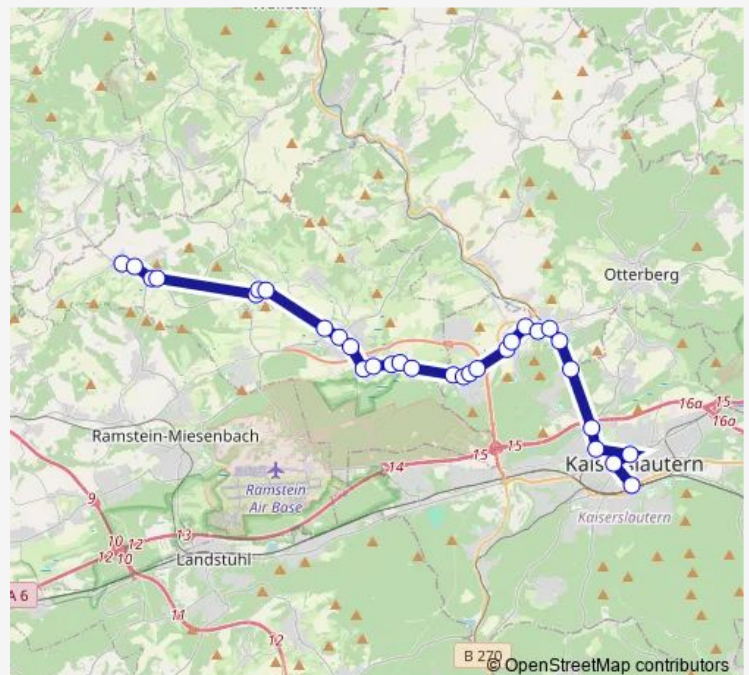 Otterberg
16a
15
16a
Ramstein-Miesenbach
15
15
14
Kaiserslautern
Ramstein
Air Base
9
Kaiserslautern
13
10
12
12
10
Landstuhl
A 6
11
12
B 270
© OpenStreetMap contributors